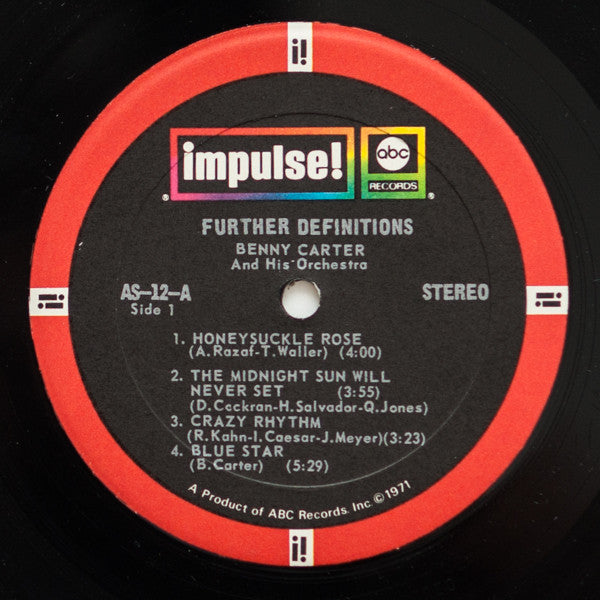 i!
impulse!
abc
RECORDS
®
®
FURTHER DEFINITIONS
BENNY CARTER
And His Orchestra
AS-12-A
STEREO
Side 1
i!
i!
1. HONEYSUCKLE ROSE
(A.Razaf-T.Waller) (4:00)
2. THE MIDNIGHT SUN WILL
NEVER SET (3:55)
(D.Cockran-H.Salvador-Q.Jones)
3. CRAZY RHYTHM
(R.Kahn-I.Caesar-J.Meyer)(3:23)
4. BLUE STAR
(B.Carter) (5:29)
A Product of ABC Records, Inc. © 1971
i!